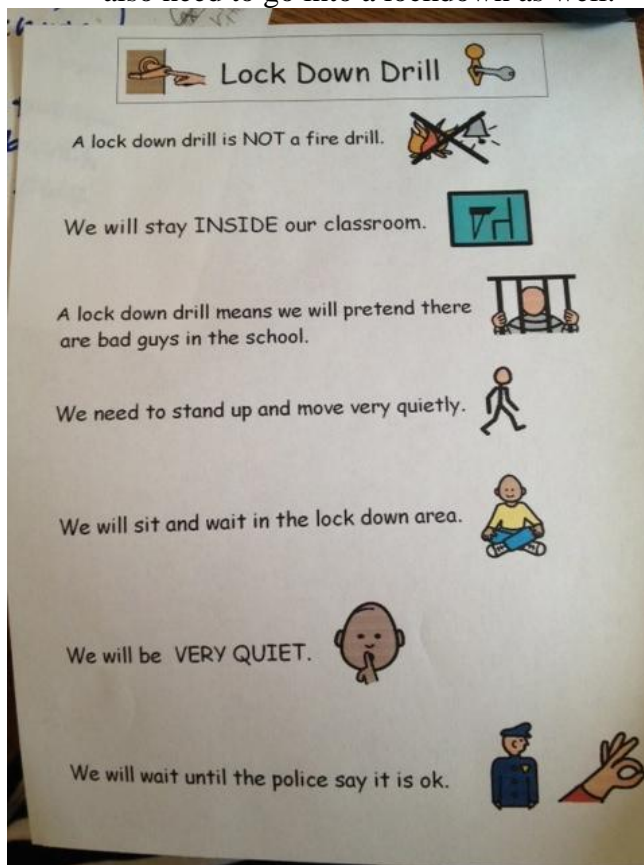 also need to go into a lockdown as well.
Lock Down Drill
A lock down drill is NOT a fire drill.
We will stay INSIDE our classroom.
A lock down drill means we will pretend there
are bad guys in the school.
We need to stand up and move very quietly.
We will sit and wait in the lock down area.
We will be VERY QUIET.
We will wait until the police say it is ok.